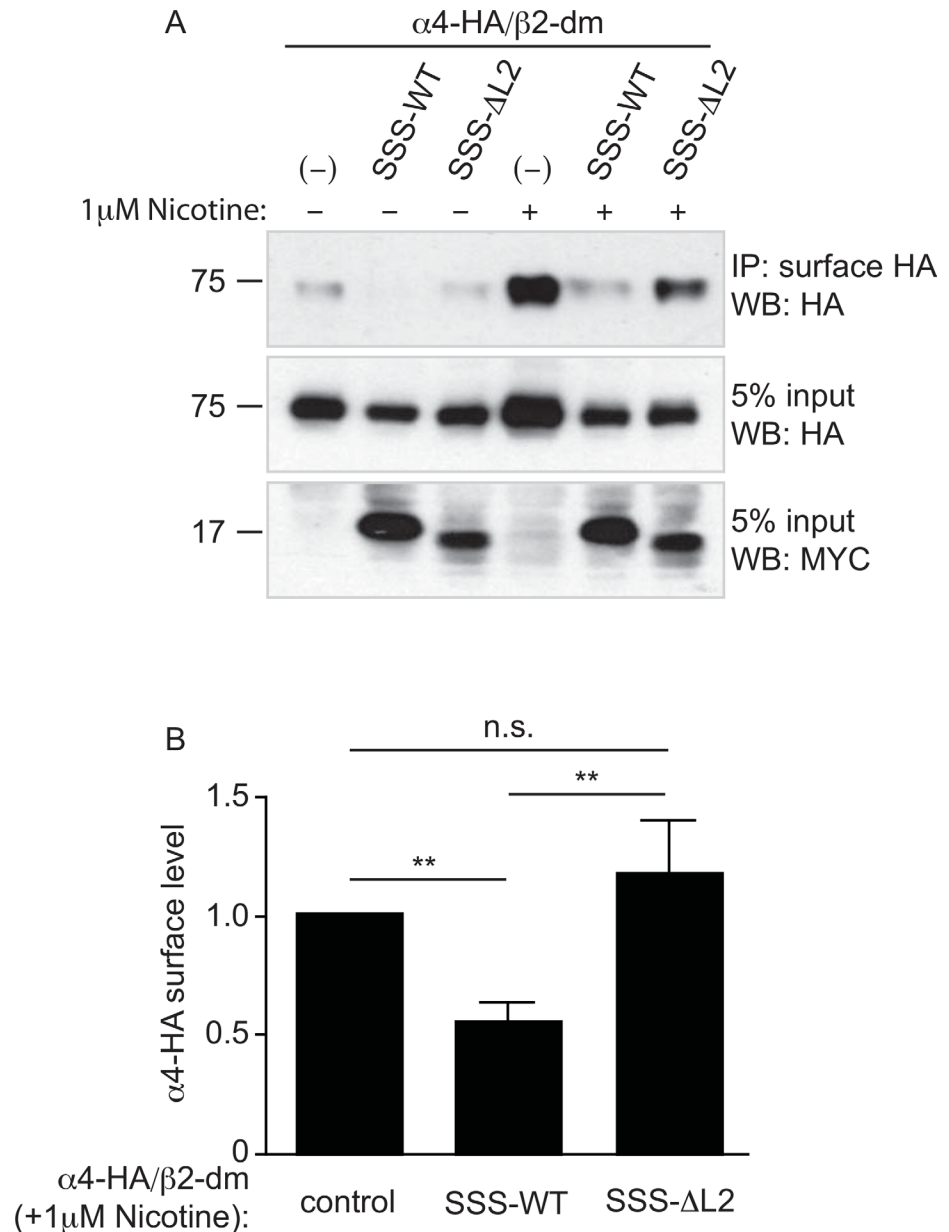 A
α4-HA/β2-dm
(–) SSS-WT SSS-ΔL2 (–) SSS-WT SSS-ΔL2
1μM Nicotine: – – – + + +
75
IP: surface HA
WB: HA
75
5% input
WB: HA
17
5% input
WB: MYC
B
n.s.
**
**
α4-HA surface level
1.5
1.0
0.5
0
α4-HA/β2-dm
(+1μM Nicotine):
control SSS-WT SSS-ΔL2